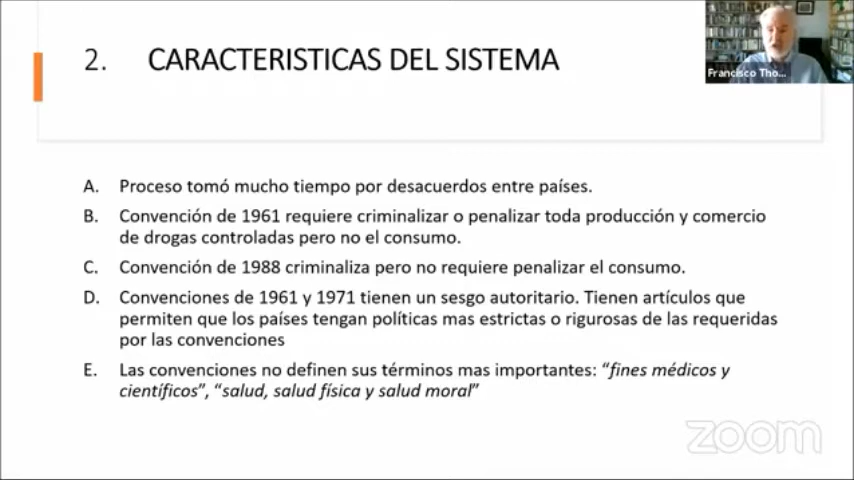 2. CARACTERISTICAS DEL SISTEMA
Francisco Tho...
A. Proceso tomó mucho tiempo por desacuerdos entre países.
B. Convención de 1961 requiere criminalizar o penalizar toda producción y comercio
de drogas controladas pero no el consumo.
C. Convención de 1988 criminaliza pero no requiere penalizar el consumo.
D. Convenciones de 1961 y 1971 tienen un sesgo autoritario. Tienen artículos que
permiten que los países tengan políticas mas estrictas o rigurosas de las requeridas
por las convenciones
E. Las convenciones no definen sus términos mas importantes: “fines médicos y
científicos”, “salud, salud física y salud moral”
zoom